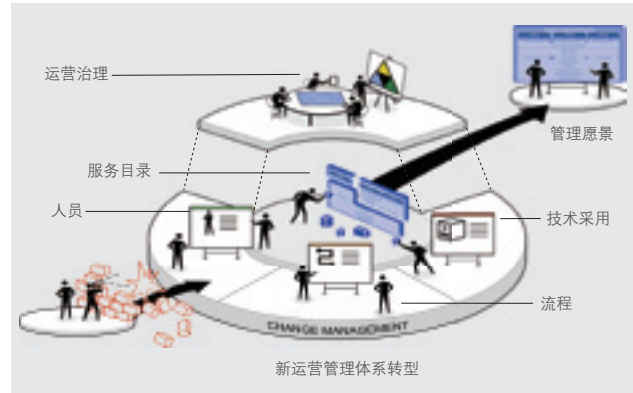 运营治理
管理愿景
服务目录
人员
技术采用
流程
CHANGE MANAGEMENT
新运营管理体系转型